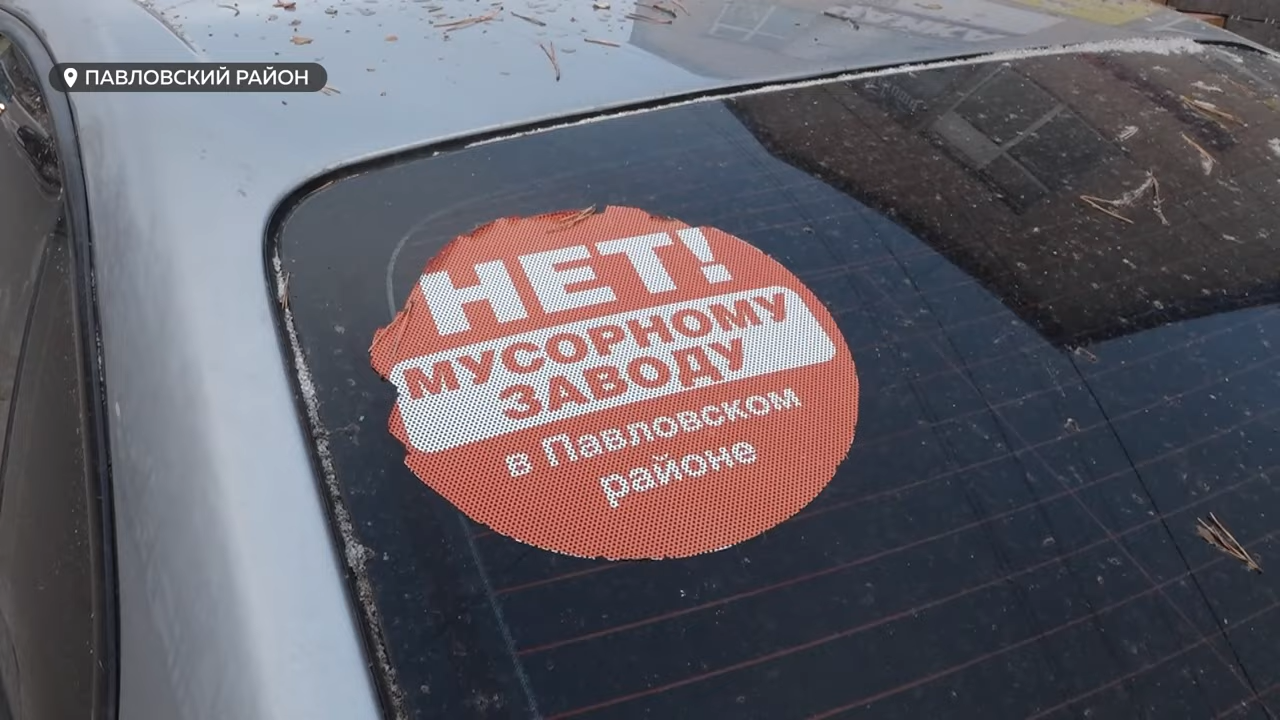 ПАВЛОВСКИЙ РАЙОН
НЕТ!
МУСОРНОМУ
ЗАВОДУ
в Павловском
районе